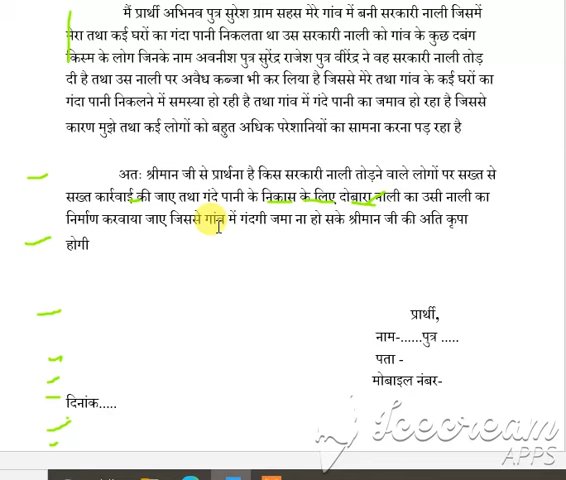 मैं प्रार्थी अभिनव पुत्र सुरेश ग्राम सहस मेरे गांव में बनी सरकारी नाली जिसमें
मेरा तथा कई घरों का गंदा पानी निकलता था उस सरकारी नाली को गांव के कुछ दबंग
किस्म के लोग जिनके नाम अवनीश पुत्र सुरेंद्र राजेश पुत्र वीरेंद्र ने वह सरकारी नाली तोड़
दी है तथा उस नाली पर अवैध कब्जा भी कर लिया है जिससे मेरे तथा गांव के कई घरों का
गंदा पानी निकलने में समस्या हो रही है तथा गांव में गंदे पानी का जमाव हो रहा है जिससे
कारण मुझे तथा कई लोगों को बहुत अधिक परेशानियों का सामना करना पड़ रहा है
अतः श्रीमान जी से प्रार्थना है किस सरकारी नाली तोड़ने वाले लोगों पर सख्त से
सख्त कार्रवाई की जाए तथा गंदे पानी के निकास के लिए दोबारा नाली का उसी नाली का
निर्माण करवाया जाए जिससे गांव में गंदगी जमा ना हो सके श्रीमान जी की अति कृपा
होगी
प्रार्थी,
नाम-......पुत्र .....
पता -
मोबाइल नंबर-
दिनांक.....
Icecream
APPS